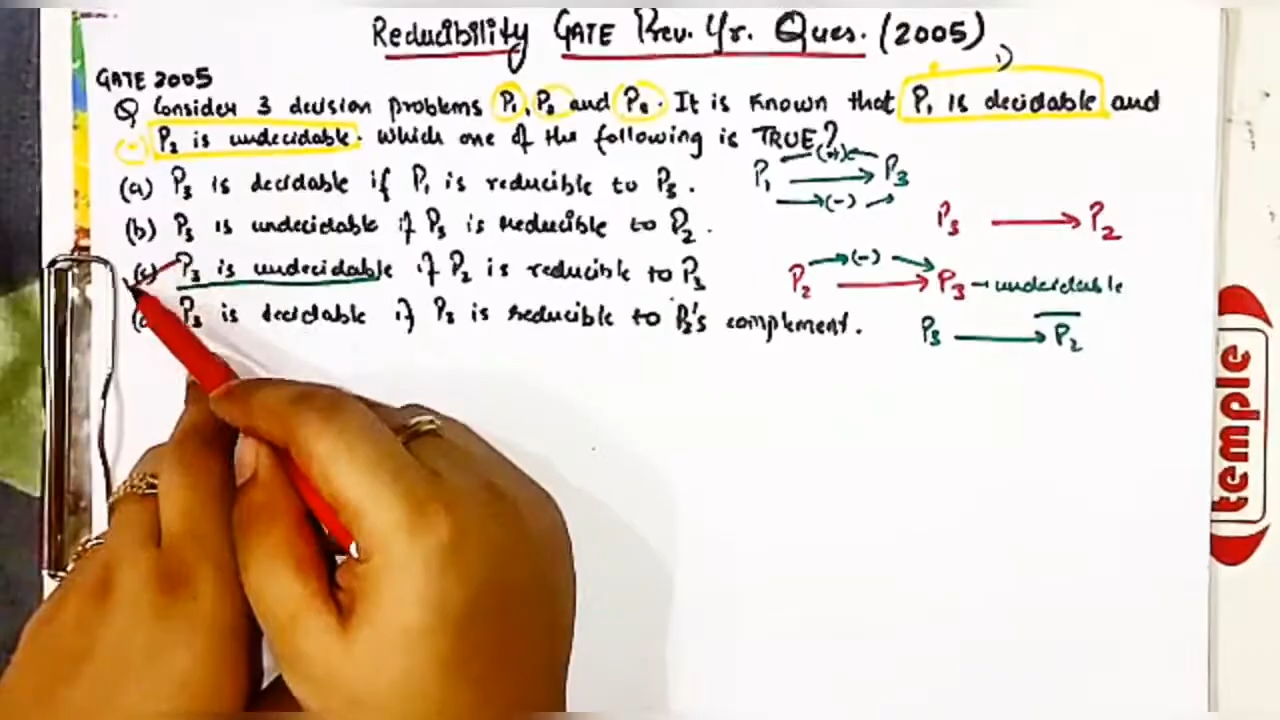 Reducibility GATE Prev. Yr. Ques. (2005)
GATE 2005
Q Consider 3 decision problems P₁, P₂ and P₃. It is known that P₁ is decidable and
(-) P₂ is undecidable. which one of the following is TRUE?
(a) P₃ is decidable if P₁ is reducible to P₃.
(b) P₃ is undecidable if P₃ is reducible to P₂.
(c) P₃ is undecidable if P₂ is reducible to P₃
P₃ is decidable if P₃ is reducible to P₂'s complement.
(+)
P₁ → P₃
→(-)→
P₃ → P₂
→(-)→
P₂ → P₃ → undecidable
P₃ → P̅₂
temple